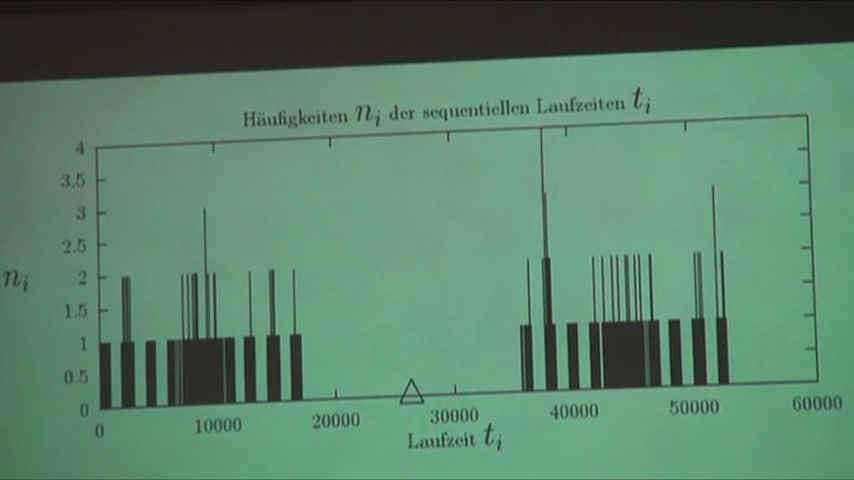 Häufigkeiten n_i der sequentiellen Laufzeiten t_i
4
3.5
3
2.5
n_i 2
1.5
1
0.5
0
0 10000 20000 30000 40000 50000 60000
Laufzeit t_i